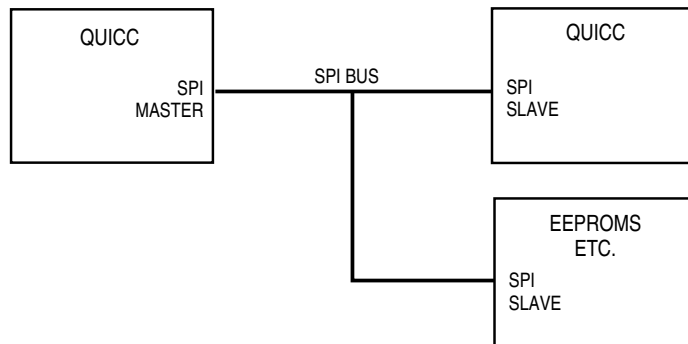 QUICC
SPI
MASTER
SPI BUS
QUICC
SPI
SLAVE
EEPROMS
ETC.
SPI
SLAVE